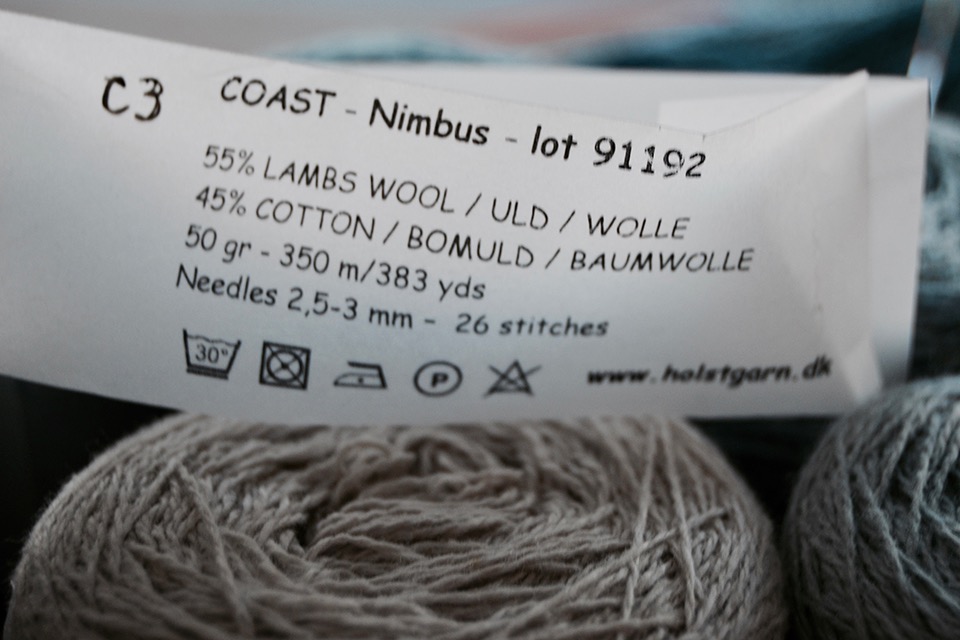 C3
COAST - Nimbus - lot 91192
55% LAMBS WOOL / ULD / WOLLE
45% COTTON / BOMULD / BAUMWOLLE
50 gr - 350 m/383 yds
Needles 2,5-3 mm - 26 stitches
30° P www.holstgarn.dk